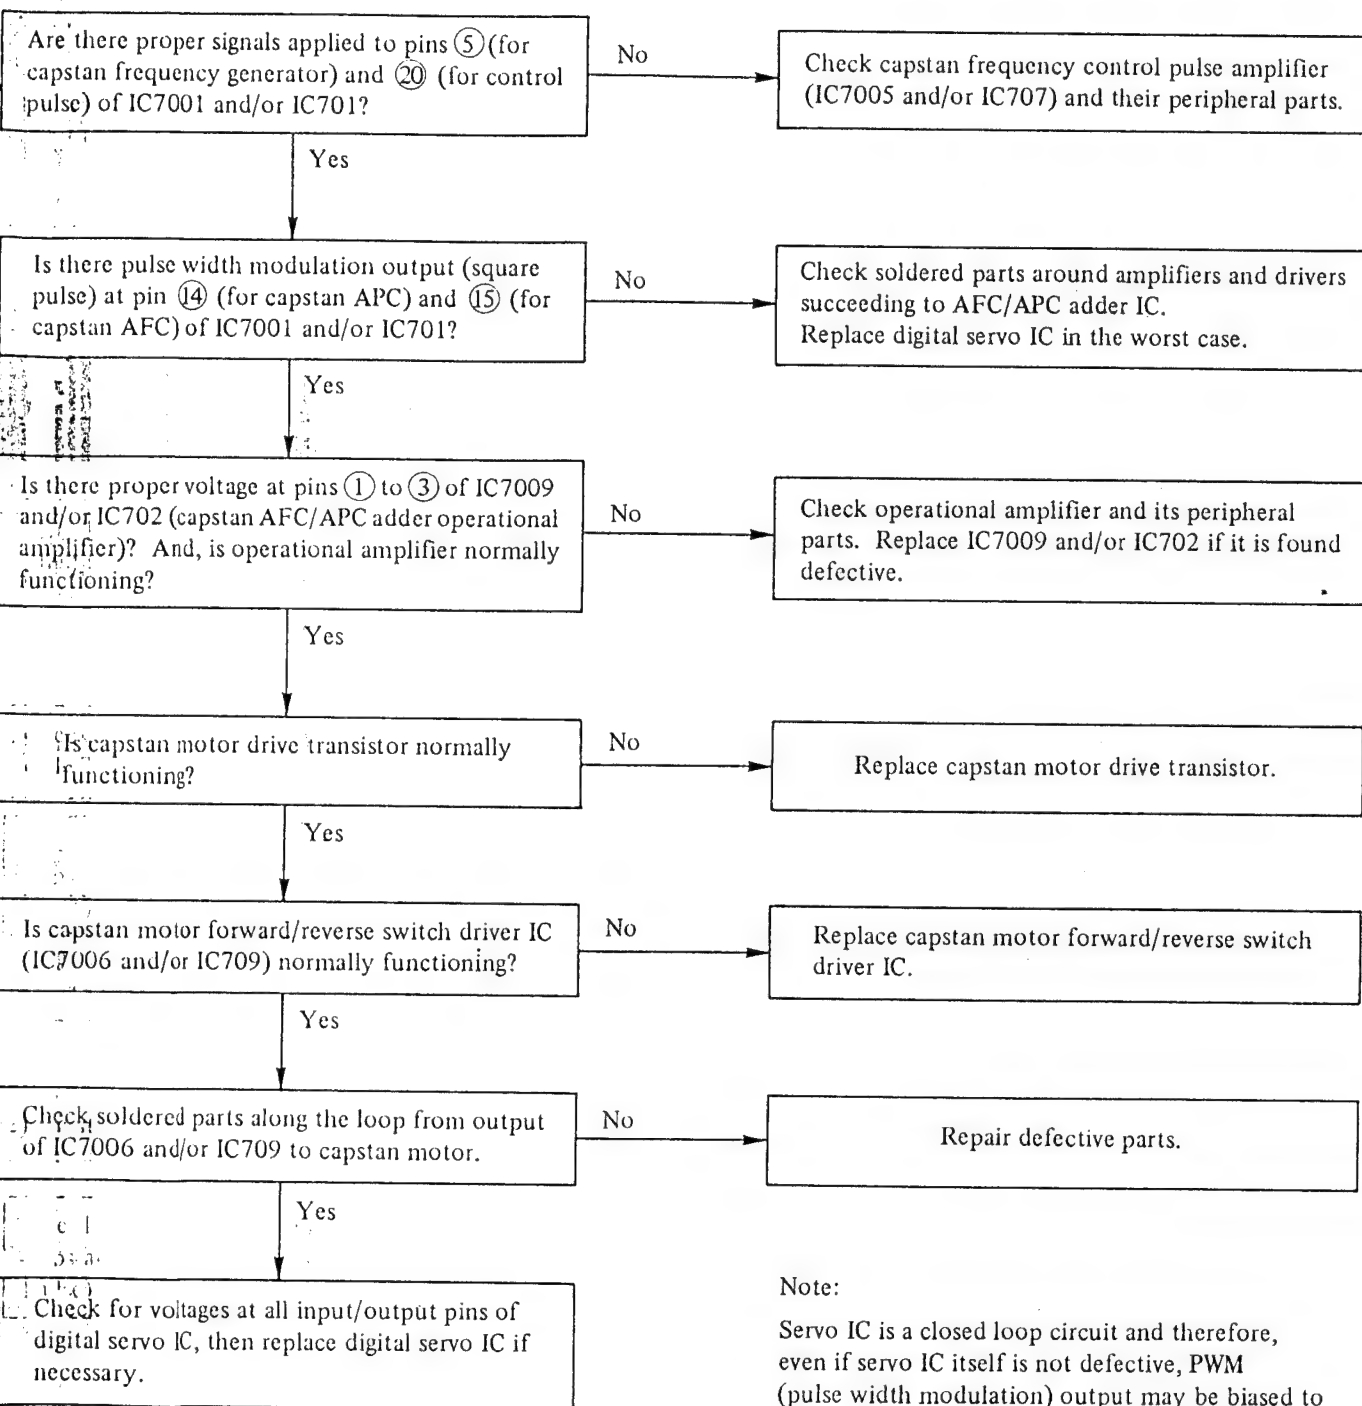 Are there proper signals applied to pins ⑤ (for
capstan frequency generator) and ⑳ (for control
pulse) of IC7001 and/or IC701?
No
Check capstan frequency control pulse amplifier
(IC7005 and/or IC707) and their peripheral parts.
Yes
Is there pulse width modulation output (square
pulse) at pin ⑭ (for capstan APC) and ⑮ (for
capstan AFC) of IC7001 and/or IC701?
No
Check soldered parts around amplifiers and drivers
succeeding to AFC/APC adder IC.
Replace digital servo IC in the worst case.
Yes
Is there proper voltage at pins ① to ③ of IC7009
and/or IC702 (capstan AFC/APC adder operational
amplifier)? And, is operational amplifier normally
functioning?
No
Check operational amplifier and its peripheral
parts. Replace IC7009 and/or IC702 if it is found
defective.
Yes
Is capstan motor drive transistor normally
functioning?
No
Replace capstan motor drive transistor.
Yes
Is capstan motor forward/reverse switch driver IC
(IC7006 and/or IC709) normally functioning?
No
Replace capstan motor forward/reverse switch
driver IC.
Yes
Check soldered parts along the loop from output
of IC7006 and/or IC709 to capstan motor.
No
Repair defective parts.
Yes
Check for voltages at all input/output pins of
digital servo IC, then replace digital servo IC if
necessary.
Note:
Servo IC is a closed loop circuit and therefore,
even if servo IC itself is not defective, PWM
(pulse width modulation) output may be biased to